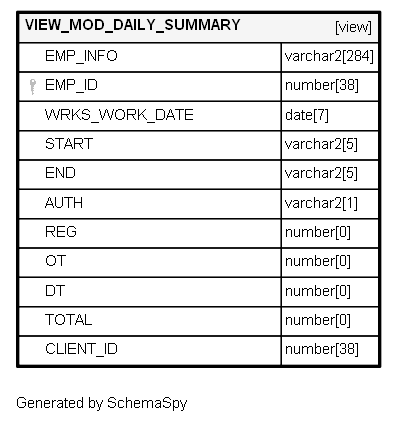 VIEW_MOD_DAILY_SUMMARY [view]
EMP_INFO varchar2[284]
EMP_ID number[38]
WRKS_WORK_DATE date[7]
START varchar2[5]
END varchar2[5]
AUTH varchar2[1]
REG number[0]
OT number[0]
DT number[0]
TOTAL number[0]
CLIENT_ID number[38]
Generated by SchemaSpy